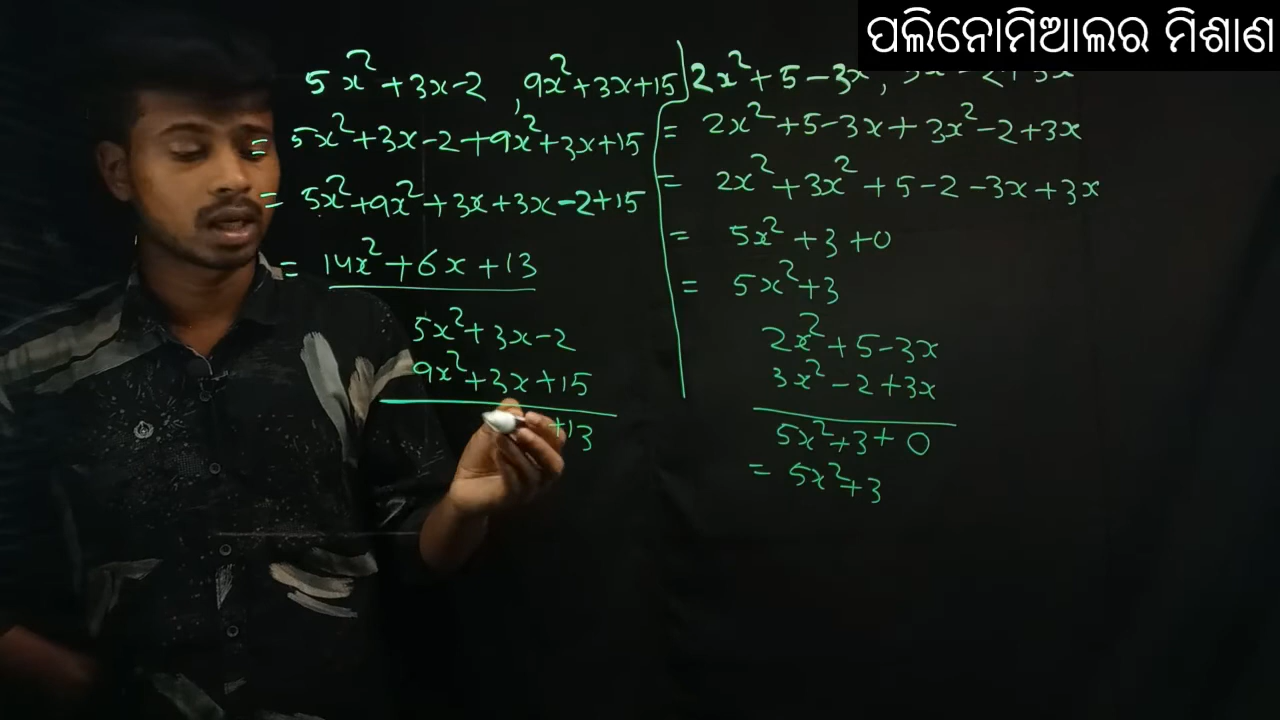 ପଲିନୋମିଆଲର ମିଶାଣ
5x² + 3x - 2 , 9x² + 3x + 15
= 5x² + 3x - 2 + 9x² + 3x + 15
= 5x² + 9x² + 3x + 3x - 2 + 15
= 14x² + 6x + 13
5x² + 3x - 2
9x² + 3x + 15
+13
2x² + 5 - 3x ,
= 2x² + 5 - 3x + 3x² - 2 + 3x
= 2x² + 3x² + 5 - 2 - 3x + 3x
= 5x² + 3 + 0
= 5x² + 3
2x² + 5 - 3x
3x² - 2 + 3x
5x² + 3 + 0
= 5x² + 3